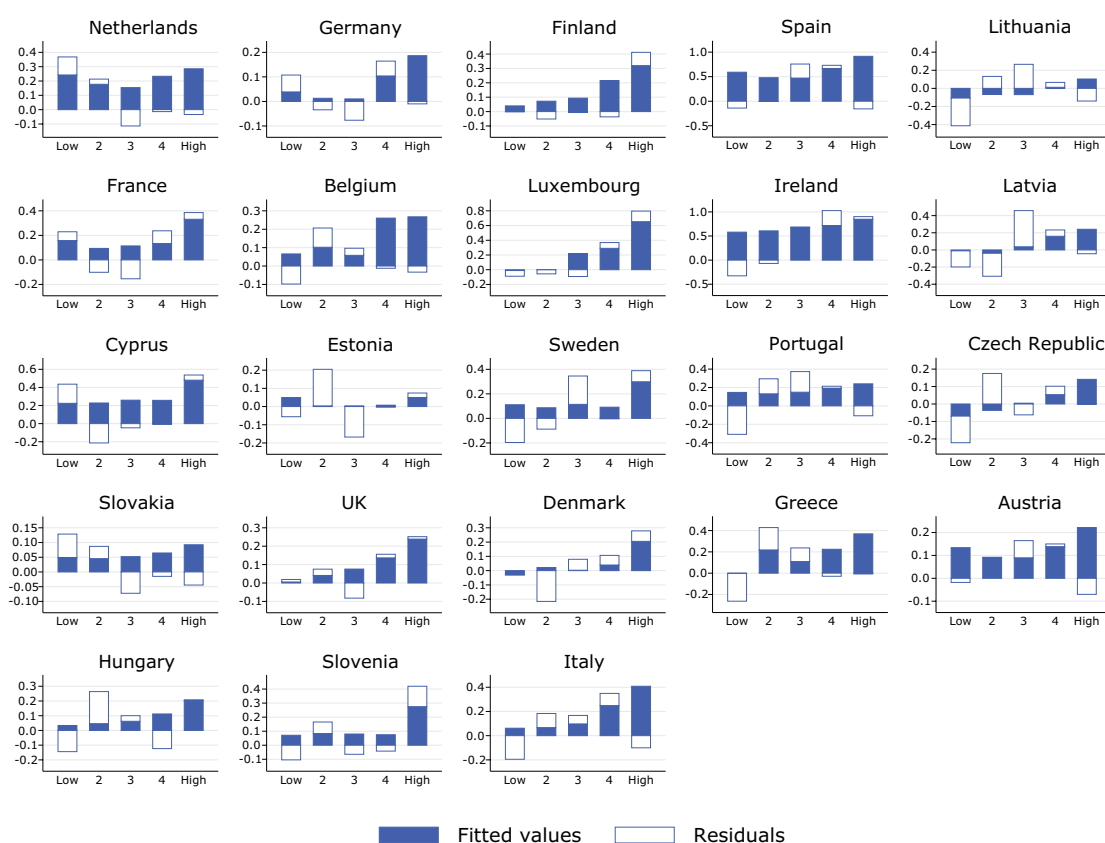 Netherlands
0.4
0.3
0.2
0.1
0.0
-0.1
Low 2 3 4 High
Germany
0.2
0.1
0.0
-0.1
Low 2 3 4 High
Finland
0.4
0.3
0.2
0.1
0.0
-0.1
Low 2 3 4 High
Spain
1.0
0.5
0.0
-0.5
Low 2 3 4 High
Lithuania
0.4
0.2
0.0
-0.2
-0.4
Low 2 3 4 High
France
0.4
0.2
0.0
-0.2
Low 2 3 4 High
Belgium
0.3
0.2
0.1
0.0
-0.1
Low 2 3 4 High
Luxembourg
0.8
0.6
0.4
0.2
0.0
-0.2
Low 2 3 4 High
Ireland
1.0
0.5
0.0
-0.5
Low 2 3 4 High
Latvia
0.4
0.2
0.0
-0.2
-0.4
Low 2 3 4 High
Cyprus
0.6
0.4
0.2
0.0
-0.2
Low 2 3 4 High
Estonia
0.2
0.1
0.0
-0.1
-0.2
Low 2 3 4 High
Sweden
0.4
0.2
0.0
-0.2
Low 2 3 4 High
Portugal
0.4
0.2
0.0
-0.2
-0.4
Low 2 3 4 High
Czech Republic
0.2
0.1
0.0
-0.1
-0.2
Low 2 3 4 High
Slovakia
0.15
0.10
0.05
0.00
-0.05
-0.10
Low 2 3 4 High
UK
0.3
0.2
0.1
0.0
-0.1
Low 2 3 4 High
Denmark
0.3
0.2
0.1
0.0
-0.1
-0.2
Low 2 3 4 High
Greece
0.4
0.2
0.0
-0.2
Low 2 3 4 High
Austria
0.2
0.1
0.0
-0.1
Low 2 3 4 High
Hungary
0.3
0.2
0.1
0.0
-0.1
-0.2
Low 2 3 4 High
Slovenia
0.4
0.3
0.2
0.1
0.0
-0.1
Low 2 3 4 High
Italy
0.4
0.2
0.0
-0.2
Low 2 3 4 High
Fitted values Residuals